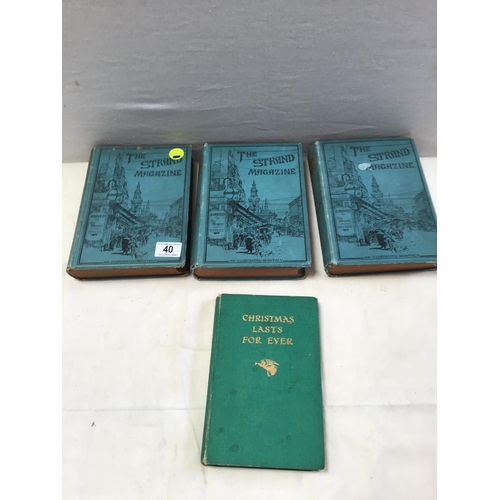 THE STRAND
MAGAZINE
40
THE STRAND
MAGAZINE
THE STRAND
MAGAZINE
CHRISTMAS
LASTS
FOR EVER